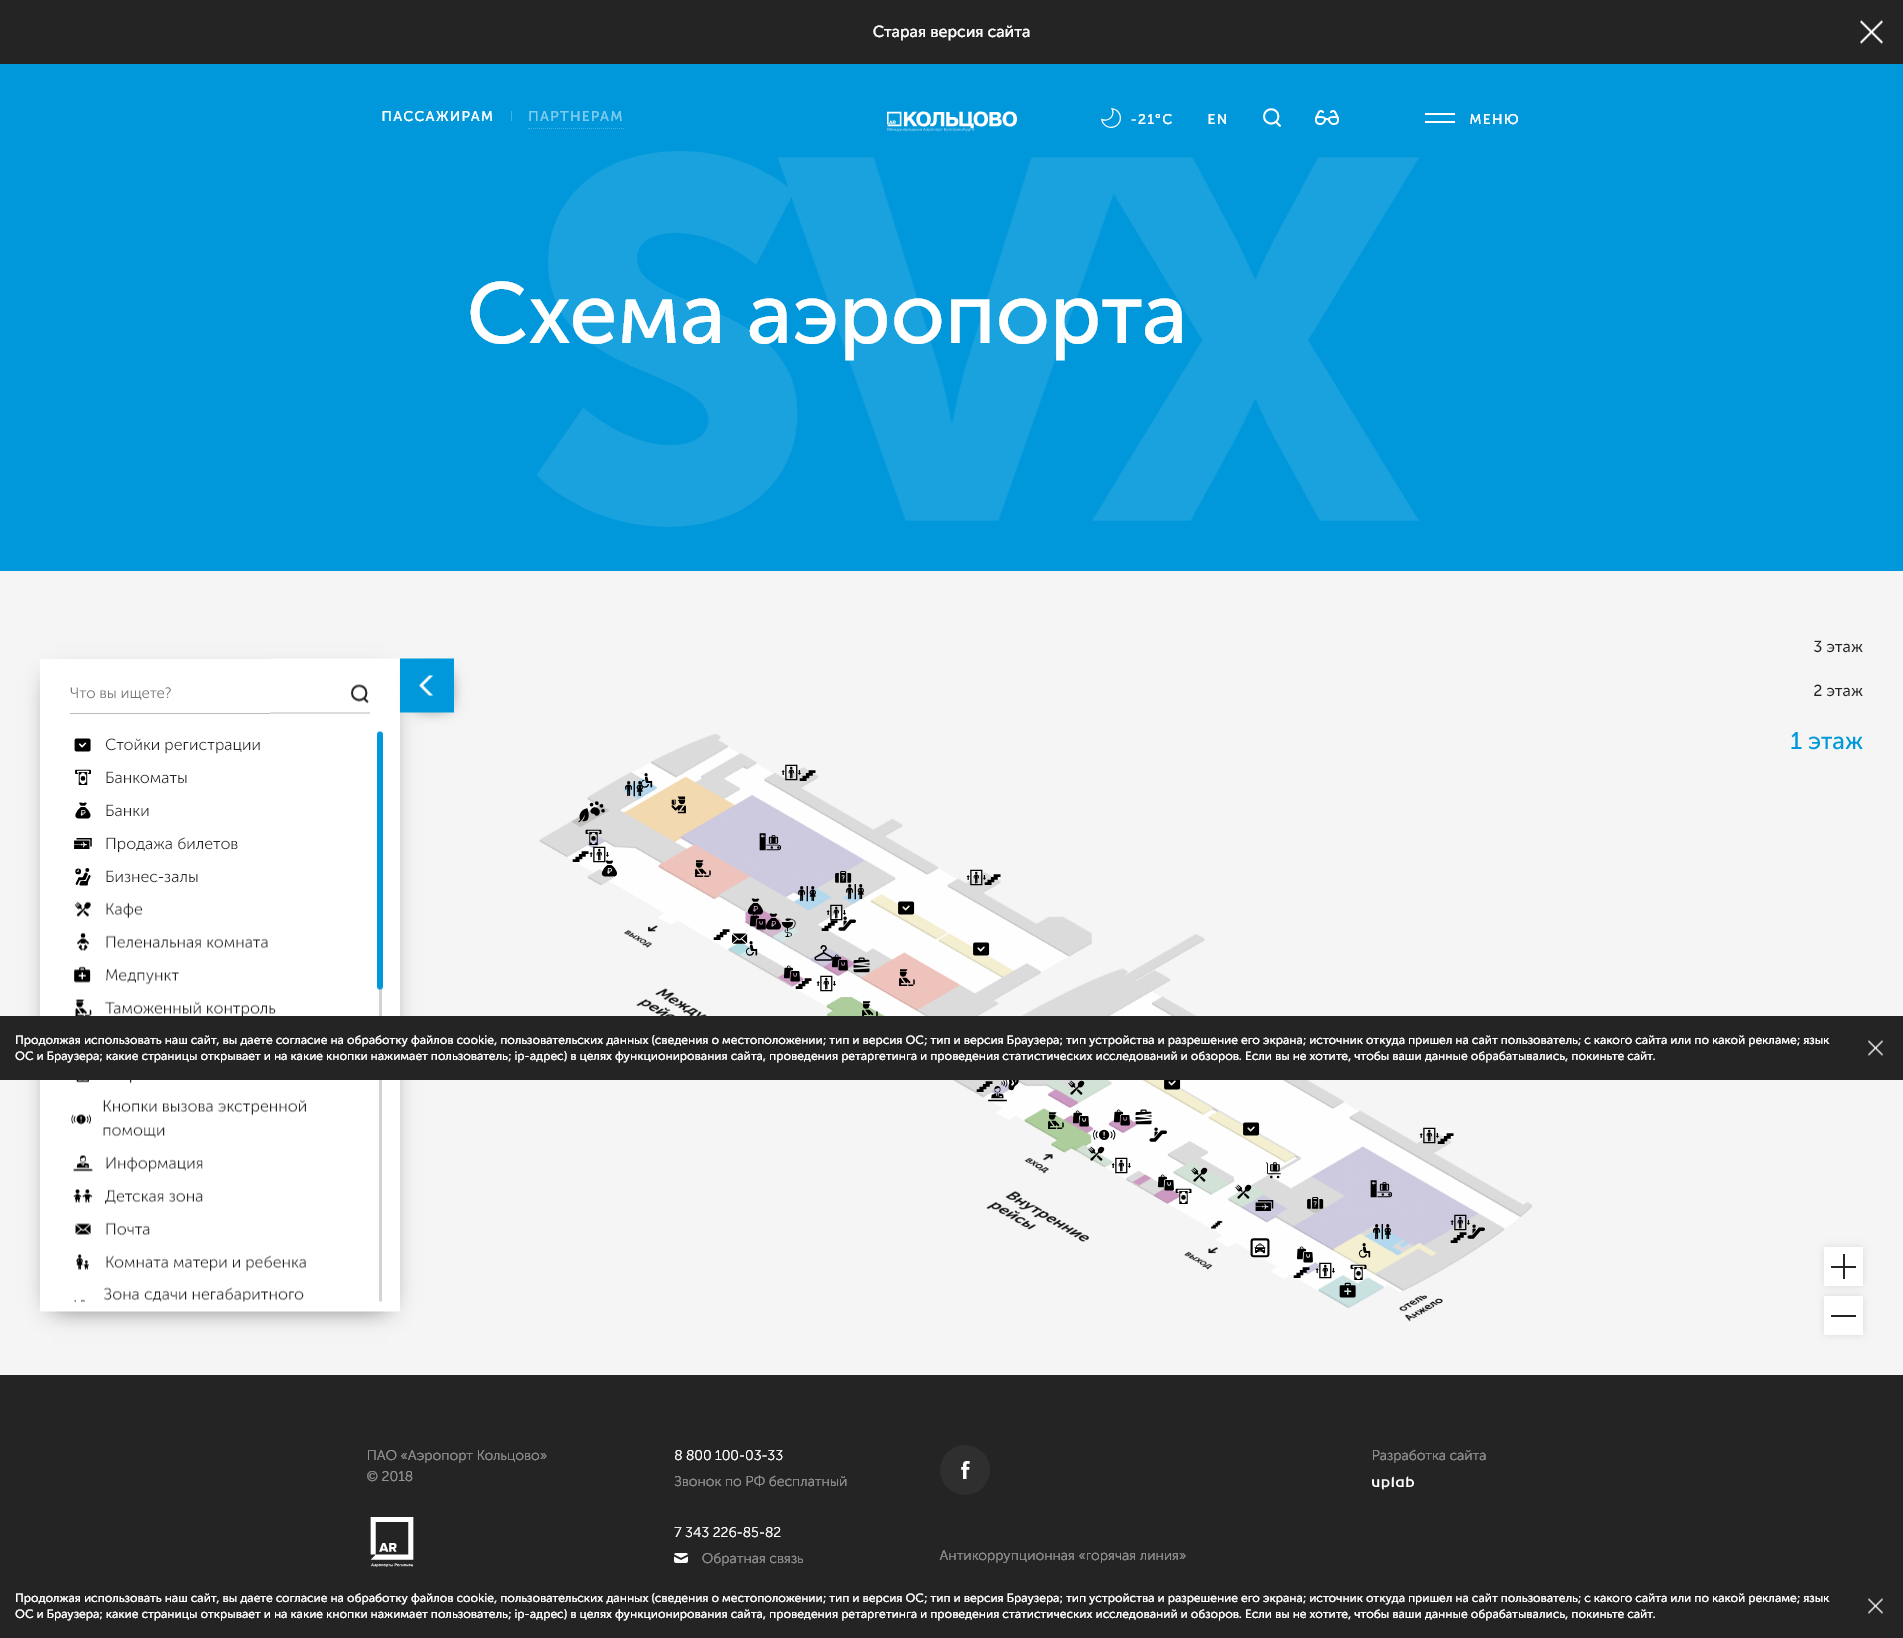 Старая версия сайта
ПАССАЖИРАМ
ПАРТНЕРАМ
КОЛЬЦОВО
-21°C
EN
МЕНЮ
SVX
Схема аэропорта
3 этаж
2 этаж
1 этаж
Что вы ищете?
Стойки регистрации
Банкоматы
Банки
Продажа билетов
Бизнес-залы
Кафе
Пеленальная комната
Медпункт
Таможенный контроль
выход
Между
рейсы
Продолжая использовать наш сайт, вы даете согласие на обработку файлов cookie, пользовательских данных (сведения о местоположении; тип и версия ОС; тип и версия Браузера; тип устройства и разрешение его экрана; источник откуда пришел на сайт пользователь; с какого сайта или по какой рекламе; язык
ОС и Браузера; какие страницы открывает и на какие кнопки нажимает пользователь; ip-адрес) в целях функционирования сайта, проведения ретаргетинга и проведения статистических исследований и обзоров. Если вы не хотите, чтобы ваши данные обрабатывались, покиньте сайт.
Кнопки вызова экстренной
помощи
Информация
Детская зона
Почта
Комната матери и ребенка
Зона сдачи негабаритного
вход
Внутренние
рейсы
выход
отель
Анжело
ПАО «Аэропорт Кольцово»
© 2018
AR
8 800 100-03-33
Звонок по РФ бесплатный
7 343 226-85-82
Обратная связь
f
Антикоррупционная «горячая линия»
Разработка сайта
uplab
Продолжая использовать наш сайт, вы даете согласие на обработку файлов cookie, пользовательских данных (сведения о местоположении; тип и версия ОС; тип и версия Браузера; тип устройства и разрешение его экрана; источник откуда пришел на сайт пользователь; с какого сайта или по какой рекламе; язык
ОС и Браузера; какие страницы открывает и на какие кнопки нажимает пользователь; ip-адрес) в целях функционирования сайта, проведения ретаргетинга и проведения статистических исследований и обзоров. Если вы не хотите, чтобы ваши данные обрабатывались, покиньте сайт.